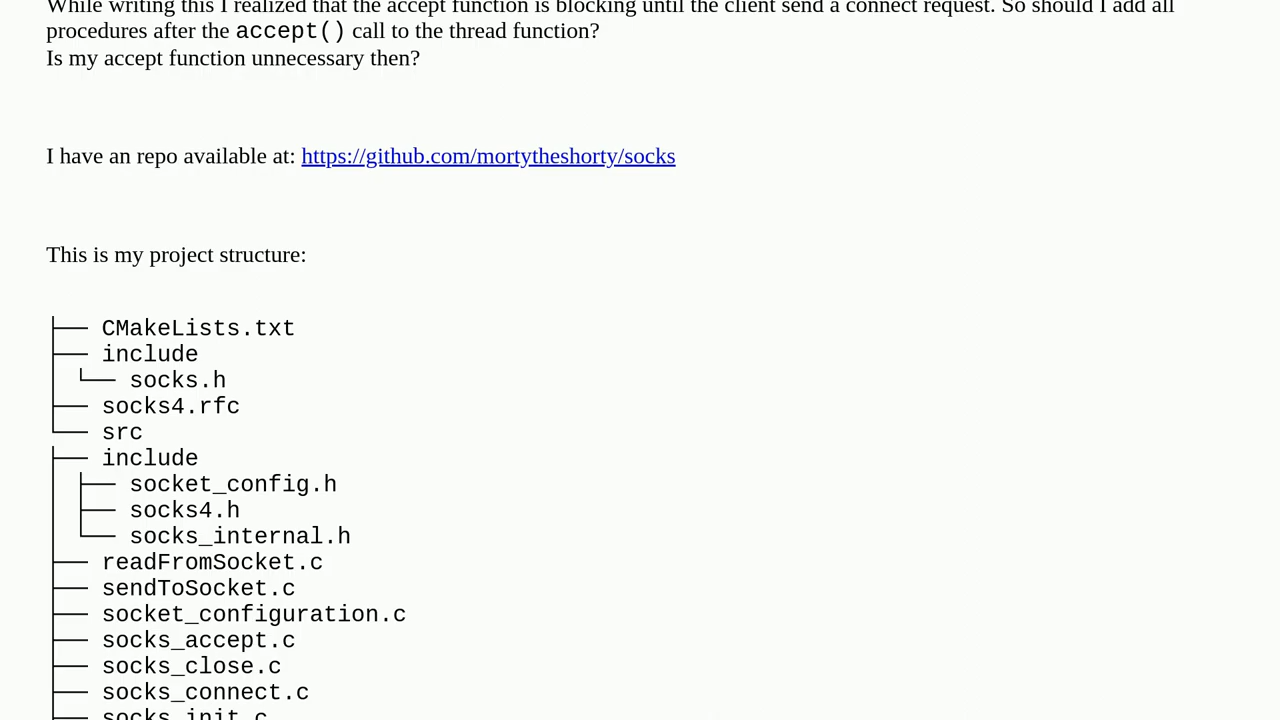 While writing this I realized that the accept function is blocking until the client send a connect request. So should I add all
procedures after the accept() call to the thread function?
Is my accept function unnecessary then?
I have an repo available at: https://github.com/mortytheshorty/socks
This is my project structure:
├── CMakeLists.txt
├── include
│ └── socks.h
├── socks4.rfc
└── src
├── include
│ ├── socket_config.h
│ ├── socks4.h
│ └── socks_internal.h
├── readFromSocket.c
├── sendToSocket.c
├── socket_configuration.c
├── socks_accept.c
├── socks_close.c
├── socks_connect.c
├── socks_init.c